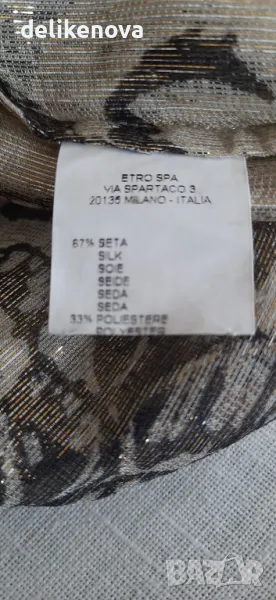 delikenova
ETRO SPA
VIA SPARTACO 3
20135 MILANO - ITALIA
67% SETA
SILK
SOIE
SEIDE
SEDA
SEDA
33% POLIESTERE
POLYESTER
BAZAR